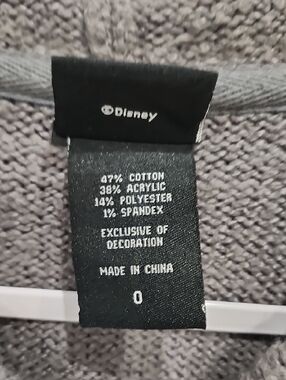 ©Disney
47% COTTON
38% ACRYLIC
14% POLYESTER
1% SPANDEX
EXCLUSIVE OF
DECORATION
MADE IN CHINA
0